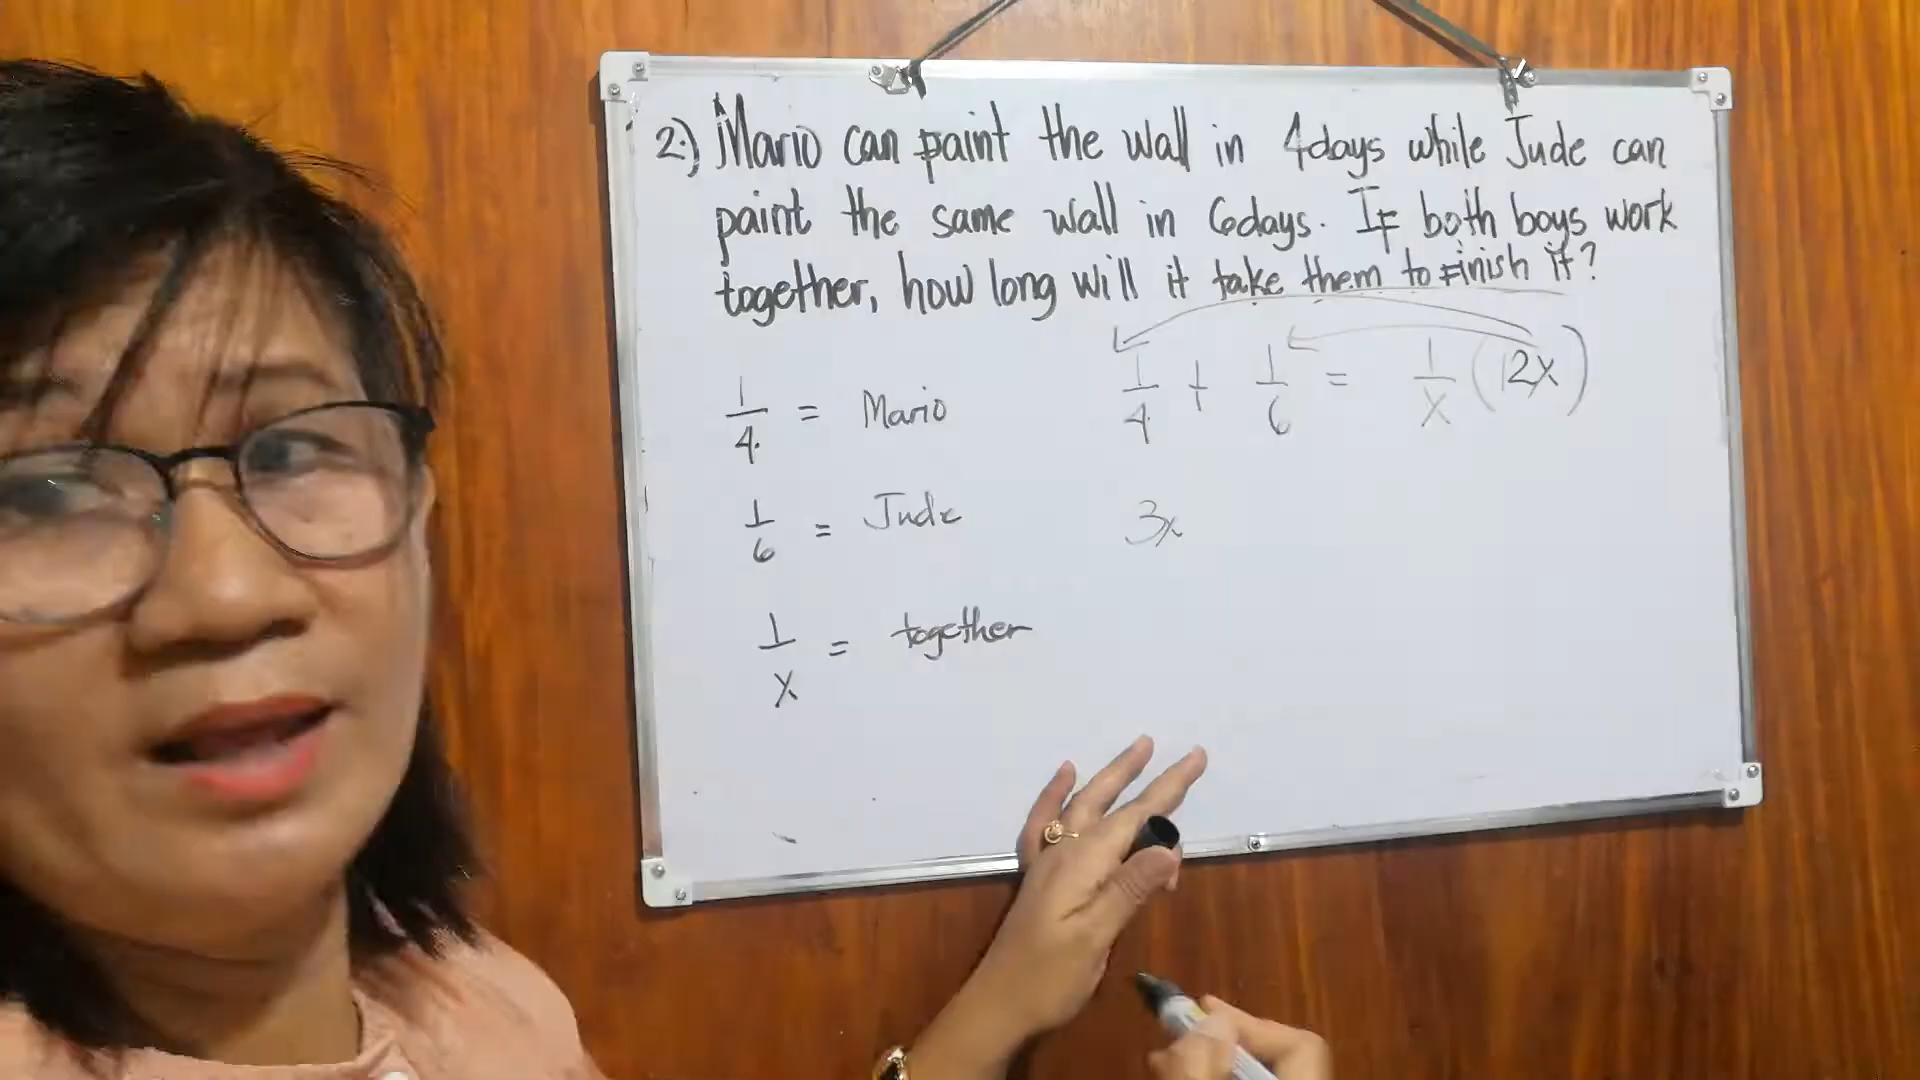 2.) Mario can paint the wall in 4days while Jude can
paint the same wall in 6days. IF both boys work
together, how long will it take them to Finish it?
1/4 = Mario
1/6 = Jude
1/x = together
1/4 + 1/6 = 1/x (12x)
3x